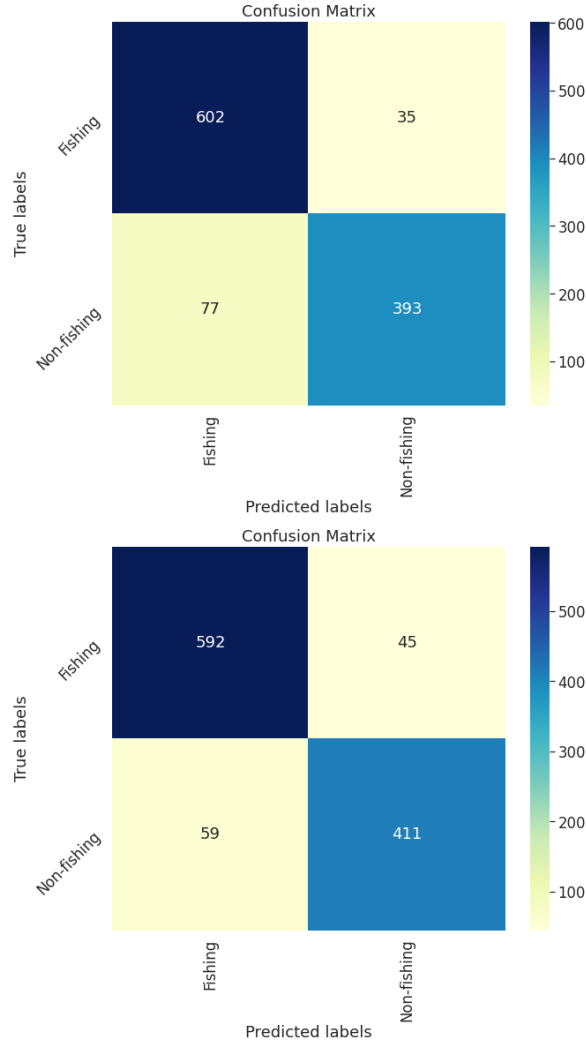 Confusion Matrix
600
602 35
Fishing
500
400
True labels
300
77 393
Non-fishing
200
100
Fishing
Non-fishing
Predicted labels
Confusion Matrix
592 45
Fishing
500
400
True labels
300
59 411
Non-fishing
200
100
Fishing
Non-fishing
Predicted labels